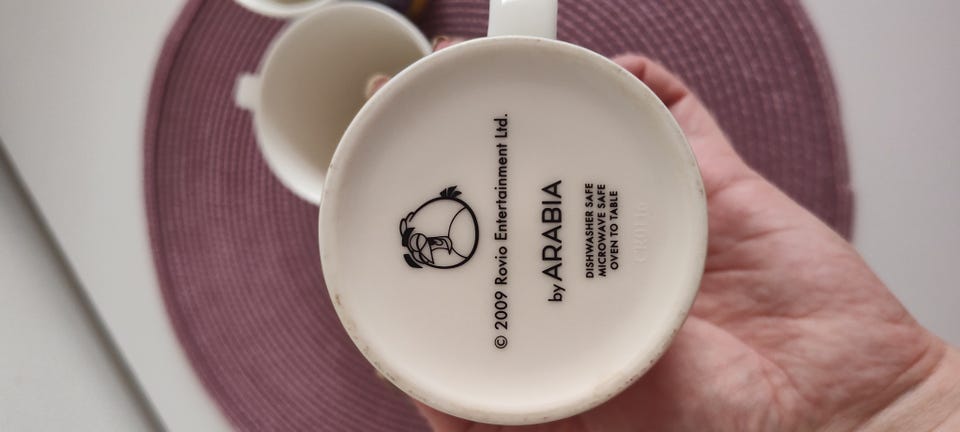 © 2009 Rovio Entertainment Ltd.
by ARABIA
DISHWASHER SAFE
MICROWAVE SAFE
OVEN TO TABLE